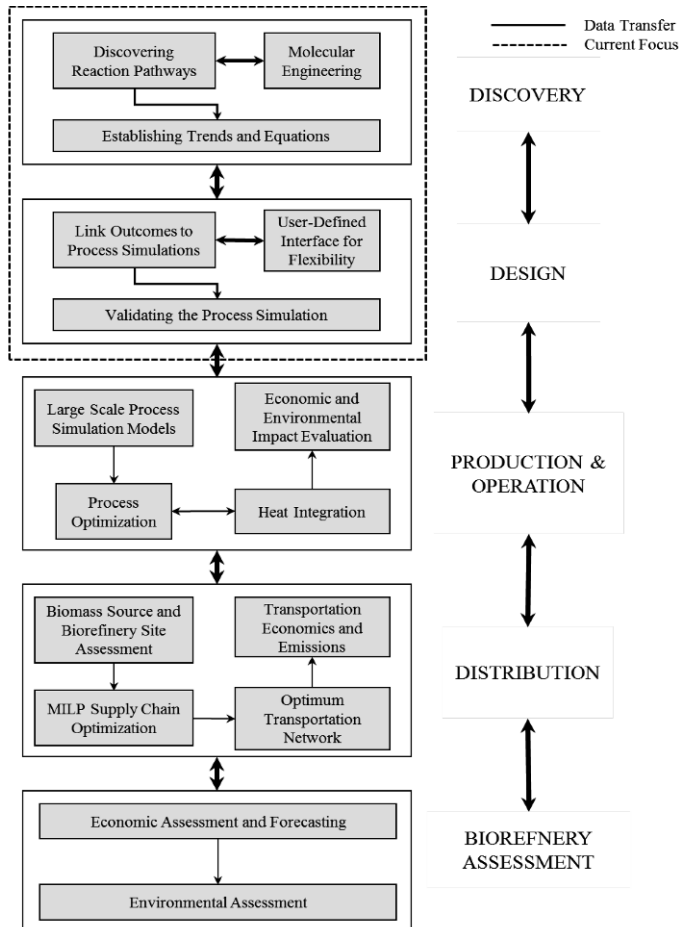 Data Transfer
Current Focus
Discovering
Reaction Pathways
Molecular
Engineering
Establishing Trends and Equations
DISCOVERY
Link Outcomes to
Process Simulations
User-Defined
Interface for
Flexibility
Validating the Process Simulation
DESIGN
Large Scale Process
Simulation Models
Economic and
Environmental
Impact Evaluation
Process
Optimization
Heat Integration
PRODUCTION &
OPERATION
Biomass Source and
Biorefinery Site
Assessment
Transportation
Economics and
Emissions
MILP Supply Chain
Optimization
Optimum
Transportation
Network
DISTRIBUTION
Economic Assessment and Forecasting
Environmental Assessment
BIOREFNERY
ASSESSMENT